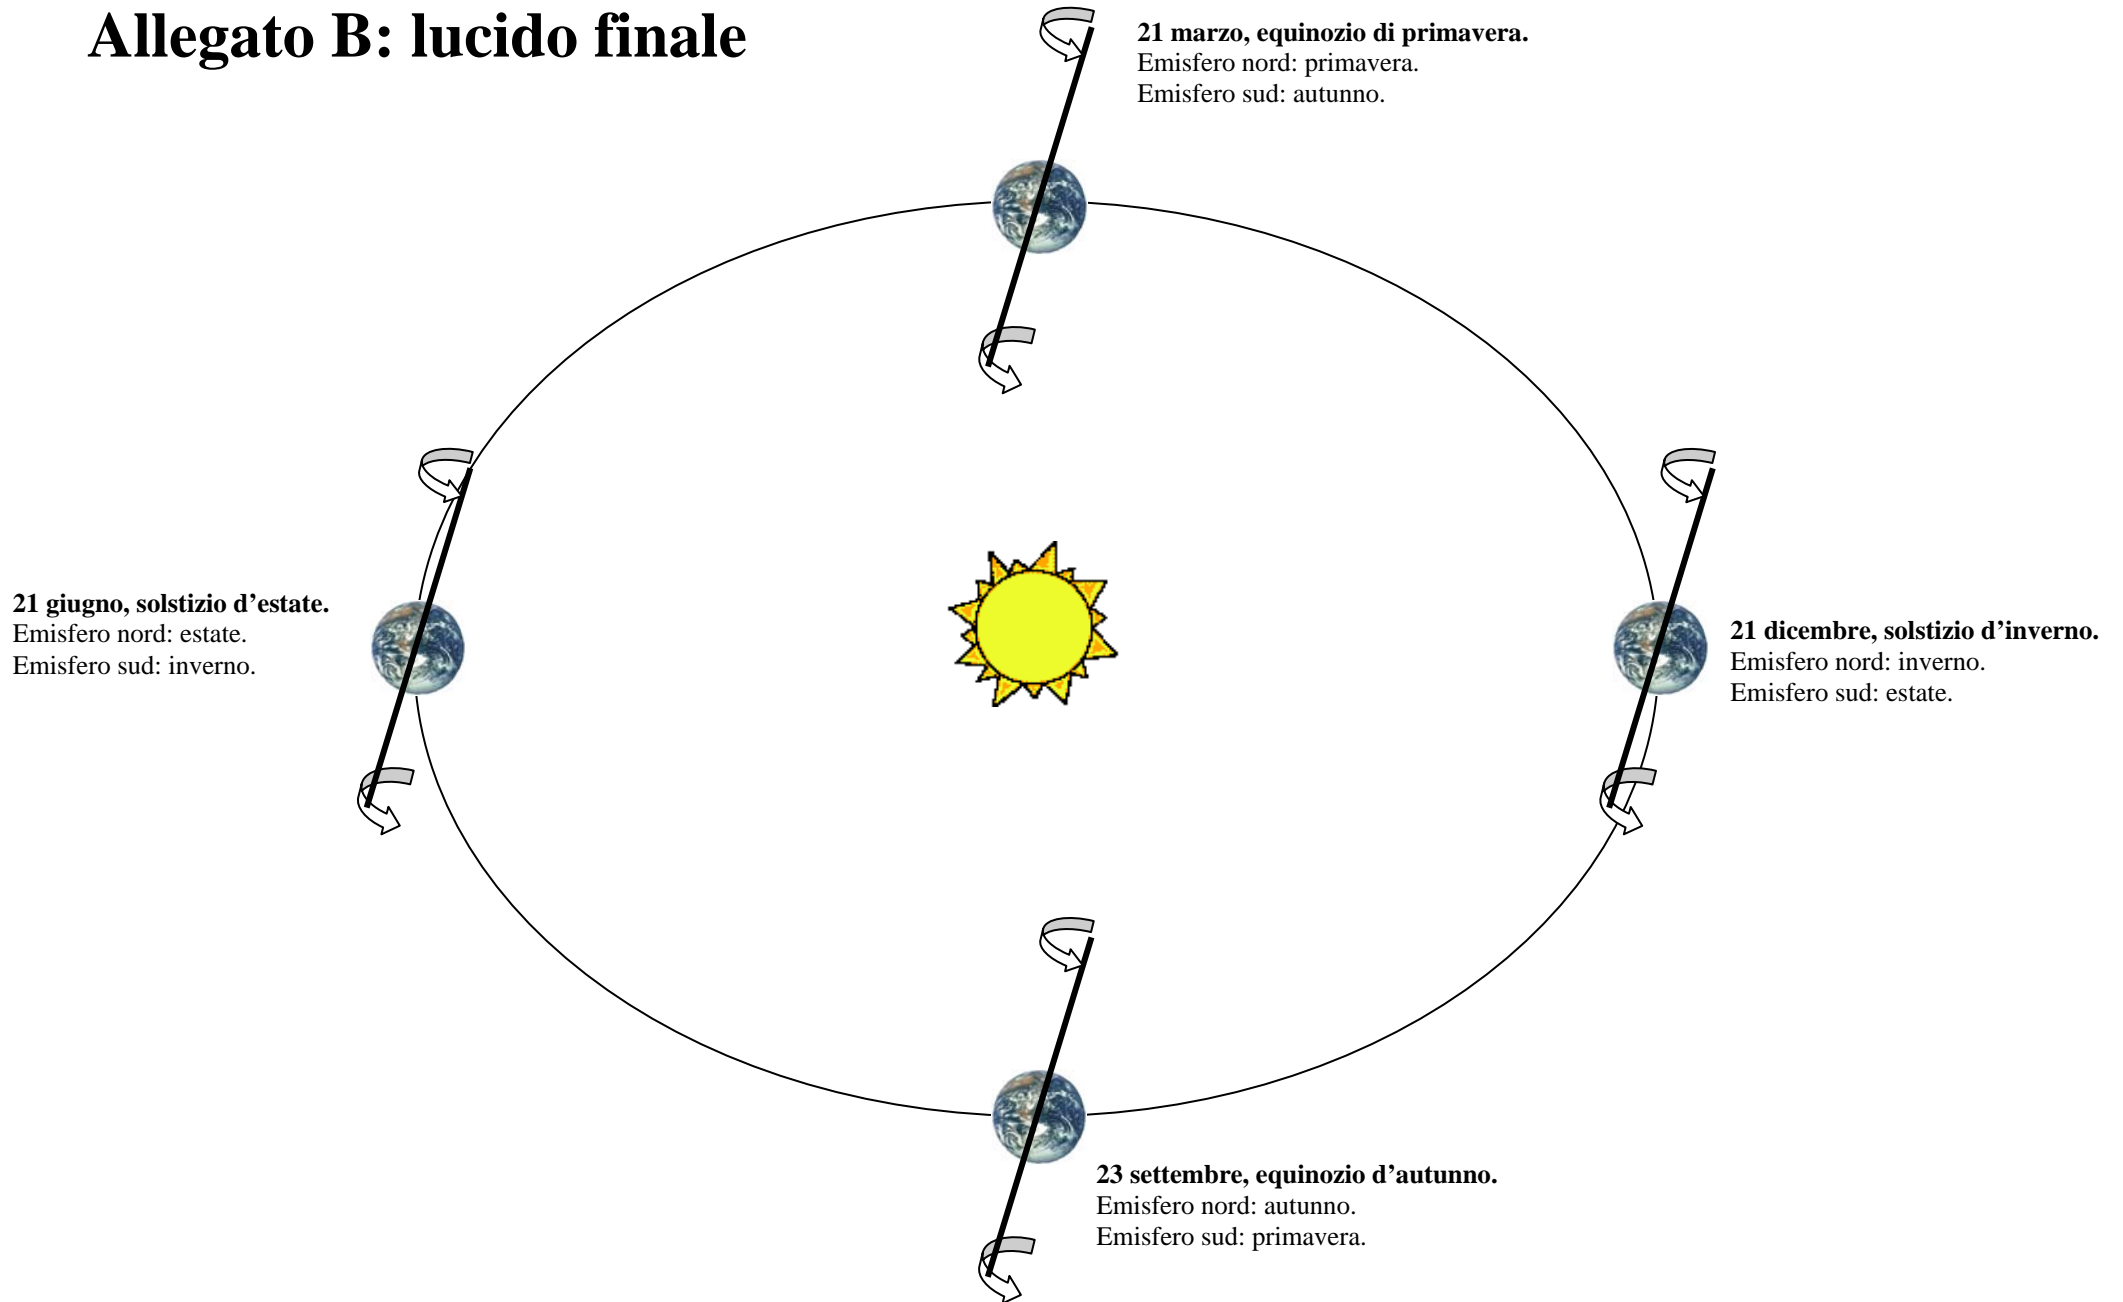 Allegato B: lucido finale
21 marzo, equinozio di primavera.
Emisfero nord: primavera.
Emisfero sud: autunno.
21 giugno, solstizio d’estate.
Emisfero nord: estate.
Emisfero sud: inverno.
21 dicembre, solstizio d’inverno.
Emisfero nord: inverno.
Emisfero sud: estate.
23 settembre, equinozio d’autunno.
Emisfero nord: autunno.
Emisfero sud: primavera.